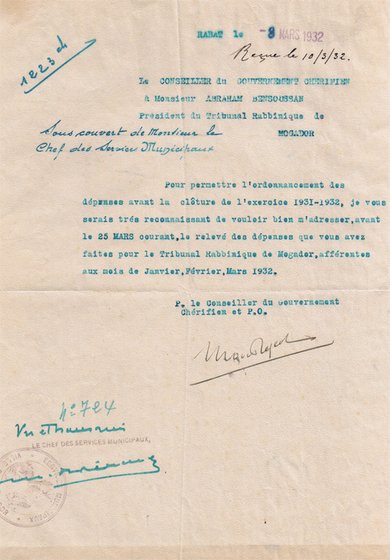 RABAT le -8 MARS 1932
Reçue le 10/3/32.
1223
Le CONSEILLER du GOUVERNEMENT CHERIFIEN
à Monsieur ABRAHAM BENSOUSSAN
Président du Tribunal Rabbinique de
MOGADOR
Sous couvert de Monsieur le
Chef des Services Municipaux
Pour permettre l'ordonnancement des
dépenses avant la clôture de l'exercice 1931-1932, je vous
serais très reconnaissant de vouloir bien m'adresser, avant
le 25 MARS courant, le relevé des dépenses que vous avez
faites pour le Tribunal Rabbinique de Mogador, afférentes
aux mois de Janvier, Février, Mars 1932.
P. le Conseiller du Gouvernement
Chérifien et P.O.
N° 724
Vu et transmis
LE CHEF DES SERVICES MUNICIPAUX,